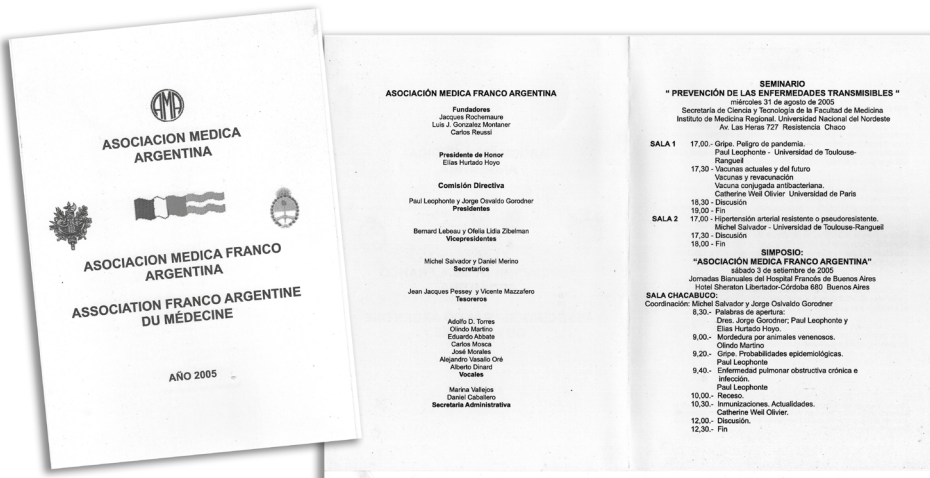 AMA
ASOCIACION MEDICA
ARGENTINA
ASOCIACION MEDICA FRANCO
ARGENTINA
ASSOCIATION FRANCO ARGENTINE
DU MÉDECINE
AÑO 2005
ASOCIACIÓN MEDICA FRANCO ARGENTINA
Fundadores
Jacques Rochemaure
Luis J. Gonzalez Montaner
Carlos Reussi
Presidente de Honor
Elías Hurtado Hoyo
Comisión Directiva
Paul Leophonte y Jorge Osvaldo Gorodner
Presidentes
Bernard Lebeau y Ofelia Lidia Zibelman
Vicepresidentes
Michel Salvador y Daniel Merino
Secretarios
Jean Jacques Pessey y Vicente Mazzafero
Tesoreros
Adolfo D. Torres
Olindo Martino
Eduardo Abbate
Carlos Mosca
José Morales
Alejandro Vasallo Oré
Alberto Dinard
Vocales
Marina Vallejos
Daniel Caballero
Secretaria Administrativa
SEMINARIO
" PREVENCIÓN DE LAS ENFERMEDADES TRANSMISIBLES "
miércoles 31 de agosto de 2005
Secretaría de Ciencia y Tecnología de la Facultad de Medicina
Instituto de Medicina Regional. Universidad Nacional del Nordeste
Av. Las Heras 727 Resistencia Chaco
SALA 1 17,00.- Gripe. Peligro de pandemia.
Paul Leophonte - Universidad de Toulouse-
Rangueil
17,30 - Vacunas actuales y del futuro
Vacunas y revacunación
Vacuna conjugada antibacteriana.
Catherine Weil Olivier Universidad de Paris
18,30 - Discusión
19,00 - Fin
SALA 2 17,00 - Hipertensión arterial resistente o pseudoresistente.
Michel Salvador - Universidad de Toulouse-Rangueil
17,30 - Discusión
18,00 - Fin
SIMPOSIO:
"ASOCIACIÓN MEDICA FRANCO ARGENTINA"
sábado 3 de setiembre de 2005
Jornadas Bianuales del Hospital Francés de Buenos Aires
Hotel Sheraton Libertador-Córdoba 680 Buenos Aires
SALA CHACABUCO:
Coordinación: Michel Salvador y Jorge Osvaldo Gorodner
8,30.- Palabras de apertura:
Dres. Jorge Gorodner; Paul Leophonte y
Elias Hurtado Hoyo.
9,00.- Mordedura por animales venenosos.
Olindo Martino
9,20.- Gripe. Probabilidades epidemiológicas.
Paul Leophonte
9,40.- Enfermedad pulmonar obstructiva crónica e
infección.
Paul Leophonte
10,00.- Receso.
10,30.- Inmunizaciones. Actualidades.
Catherine Weil Olivier.
12,00.- Discusión.
12,30.- Fin